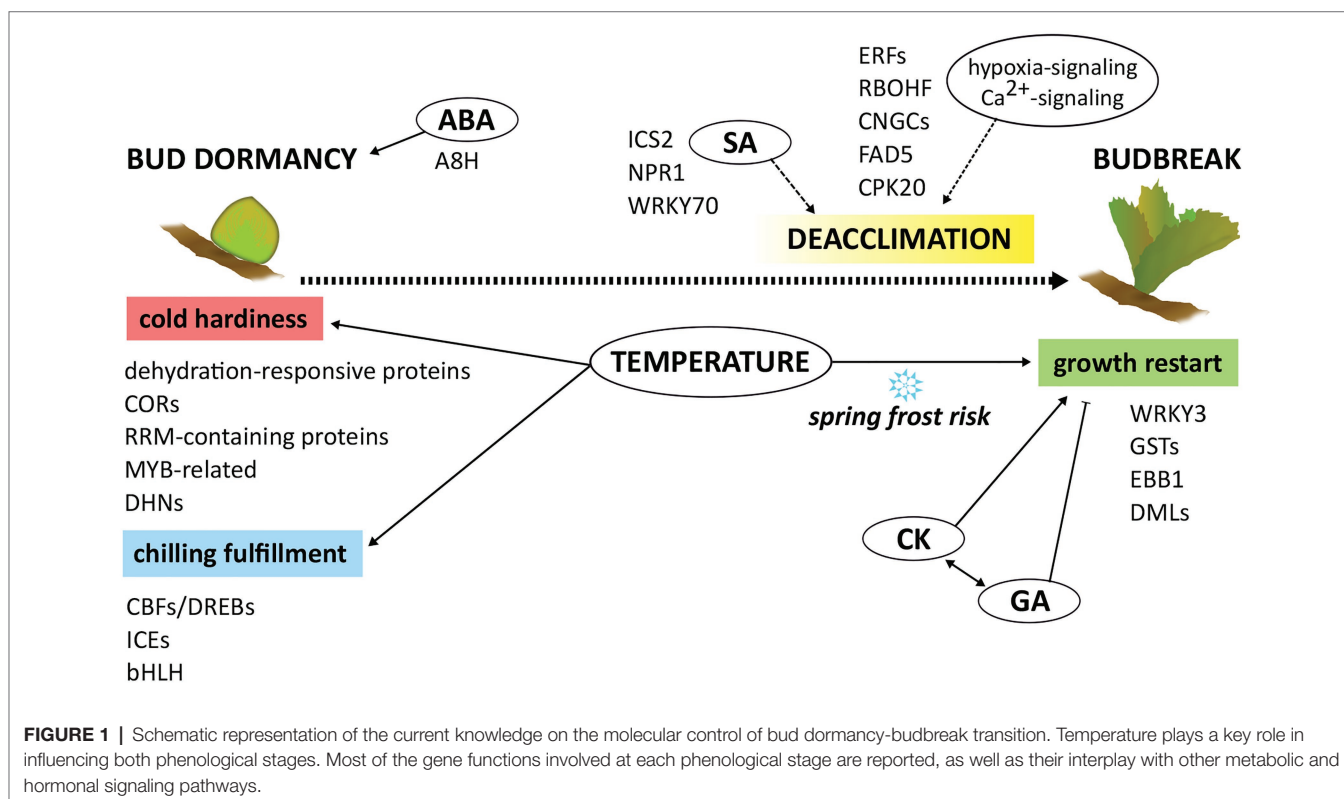 ABA
BUD DORMANCY
A8H
ICS2
NPR1
WRKY70
SA
ERFs
RBOHF
CNGCs
FAD5
CPK20
hypoxia-signaling
Ca2+-signaling
BUDBREAK
DEACCLIMATION
cold hardiness
dehydration-responsive proteins
CORs
RRM-containing proteins
MYB-related
DHNs
chilling fulfillment
CBFs/DREBs
ICEs
bHLH
TEMPERATURE
spring frost risk
growth restart
WRKY3
GSTs
EBB1
DMLs
CK
GA
FIGURE 1 | Schematic representation of the current knowledge on the molecular control of bud dormancy-budbreak transition. Temperature plays a key role in
influencing both phenological stages. Most of the gene functions involved at each phenological stage are reported, as well as their interplay with other metabolic and
hormonal signaling pathways.